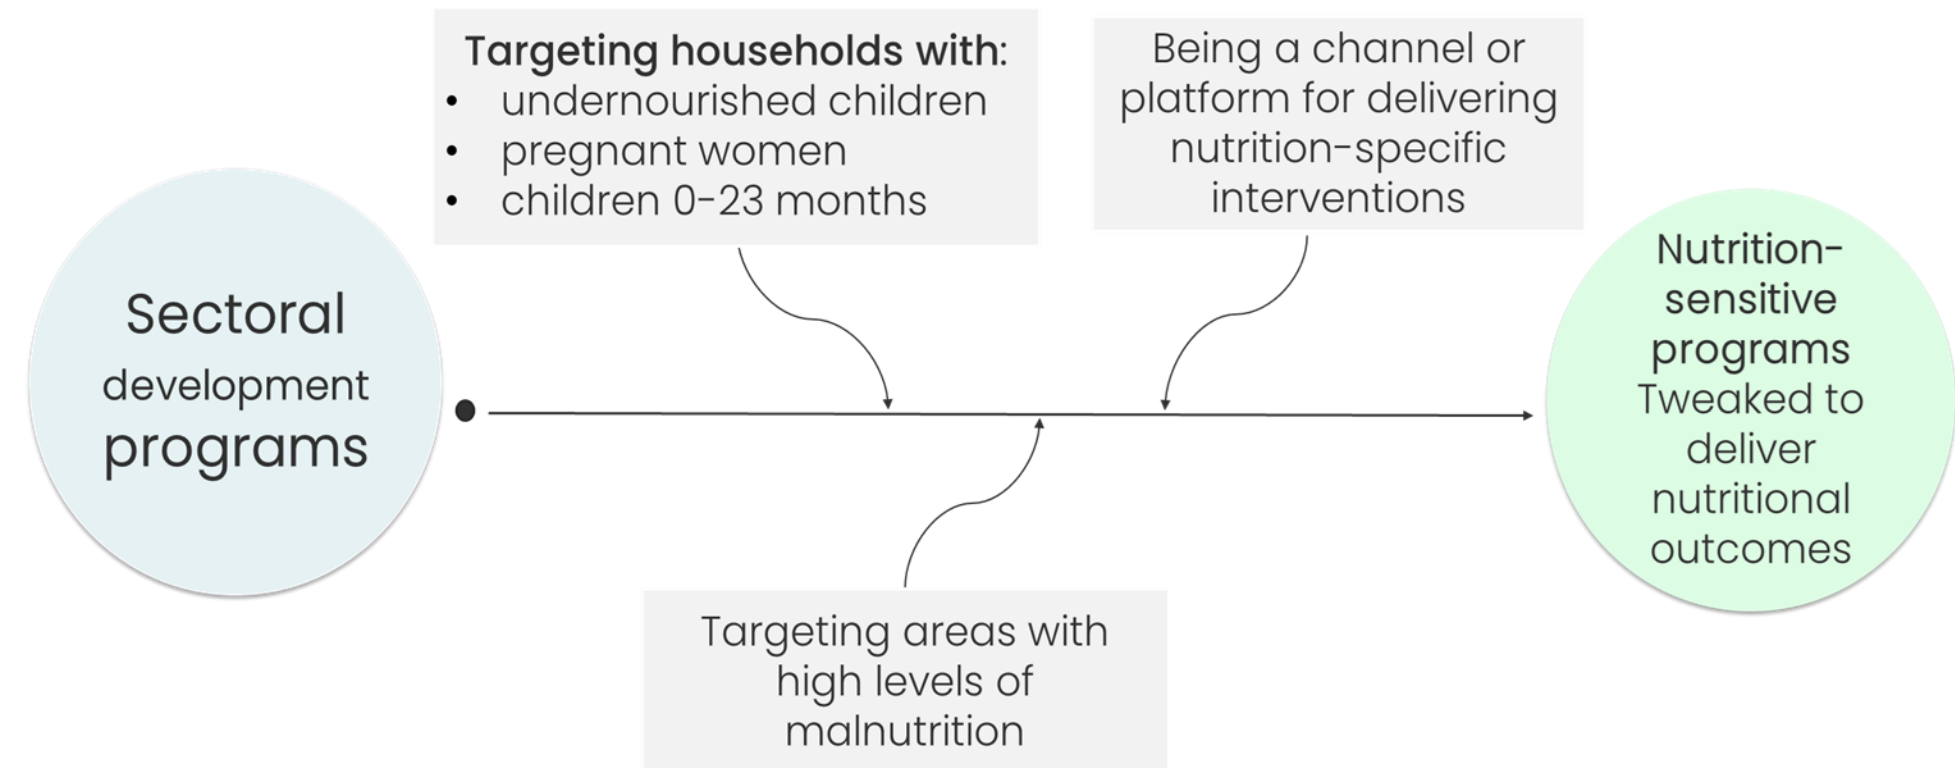 Targeting households with:
• undernourished children
• pregnant women
• children 0-23 months
Being a channel or
platform for delivering
nutrition-specific
interventions
Sectoral
development
programs
Nutrition-
sensitive
programs
Tweaked to
deliver
nutritional
outcomes
Targeting areas with
high levels of
malnutrition